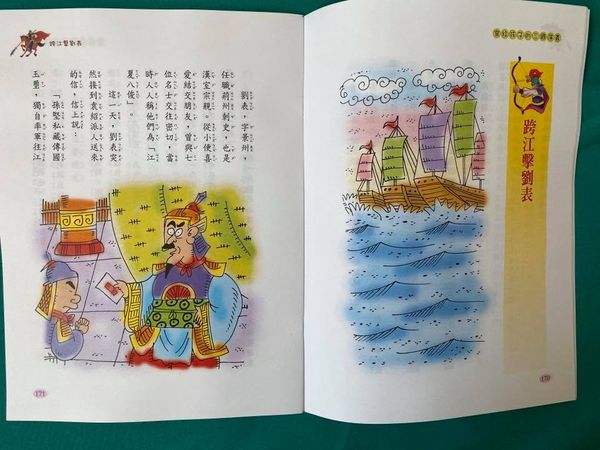 跨江擊劉表
170
跨江擊劉表
劉表，字景州，
任職荊州刺史，也是
漢室宗親。從小便喜
愛結交朋友，曾與七
位名士交往密切，當
時人人稱他們為「江
夏八俊」。
這一天，劉表突
然接到袁紹派人送來
的信，信上說：
「孫堅私藏傳國
玉璽，獨自率軍往江
171